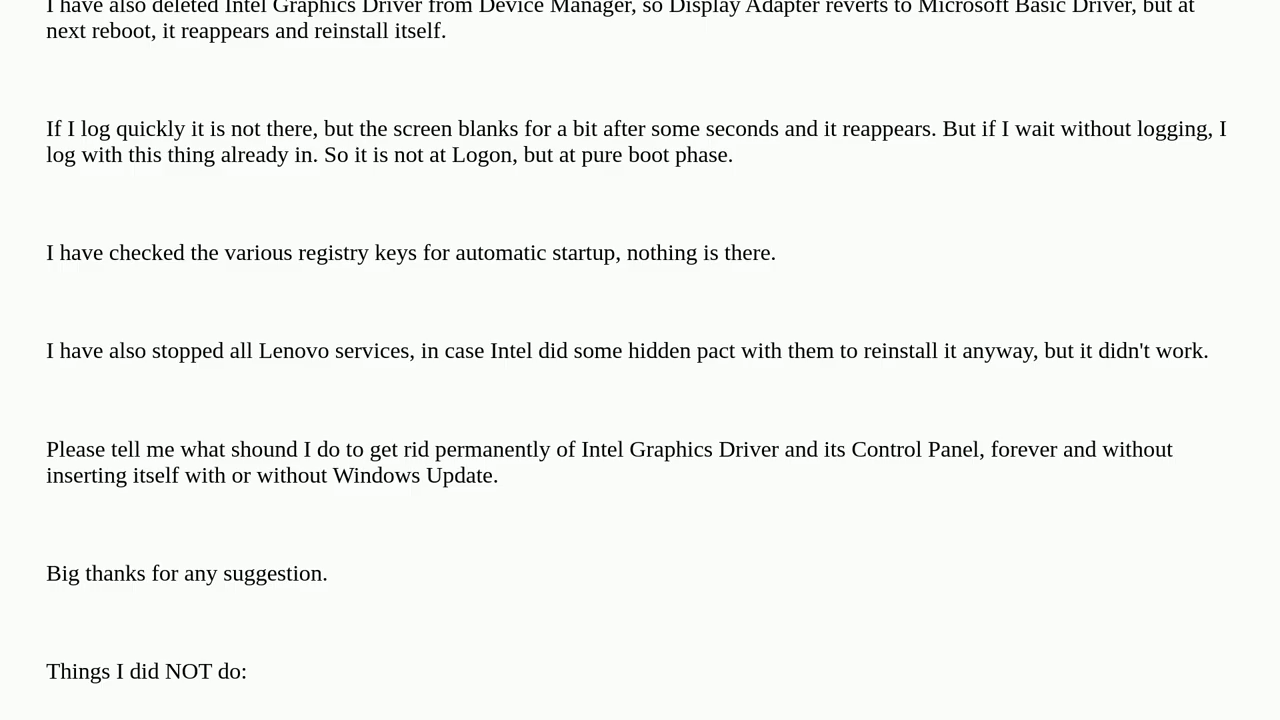 I have also deleted Intel Graphics Driver from Device Manager, so Display Adapter reverts to Microsoft Basic Driver, but at
next reboot, it reappears and reinstall itself.
If I log quickly it is not there, but the screen blanks for a bit after some seconds and it reappears. But if I wait without logging, I
log with this thing already in. So it is not at Logon, but at pure boot phase.
I have checked the various registry keys for automatic startup, nothing is there.
I have also stopped all Lenovo services, in case Intel did some hidden pact with them to reinstall it anyway, but it didn't work.
Please tell me what shound I do to get rid permanently of Intel Graphics Driver and its Control Panel, forever and without
inserting itself with or without Windows Update.
Big thanks for any suggestion.
Things I did NOT do: